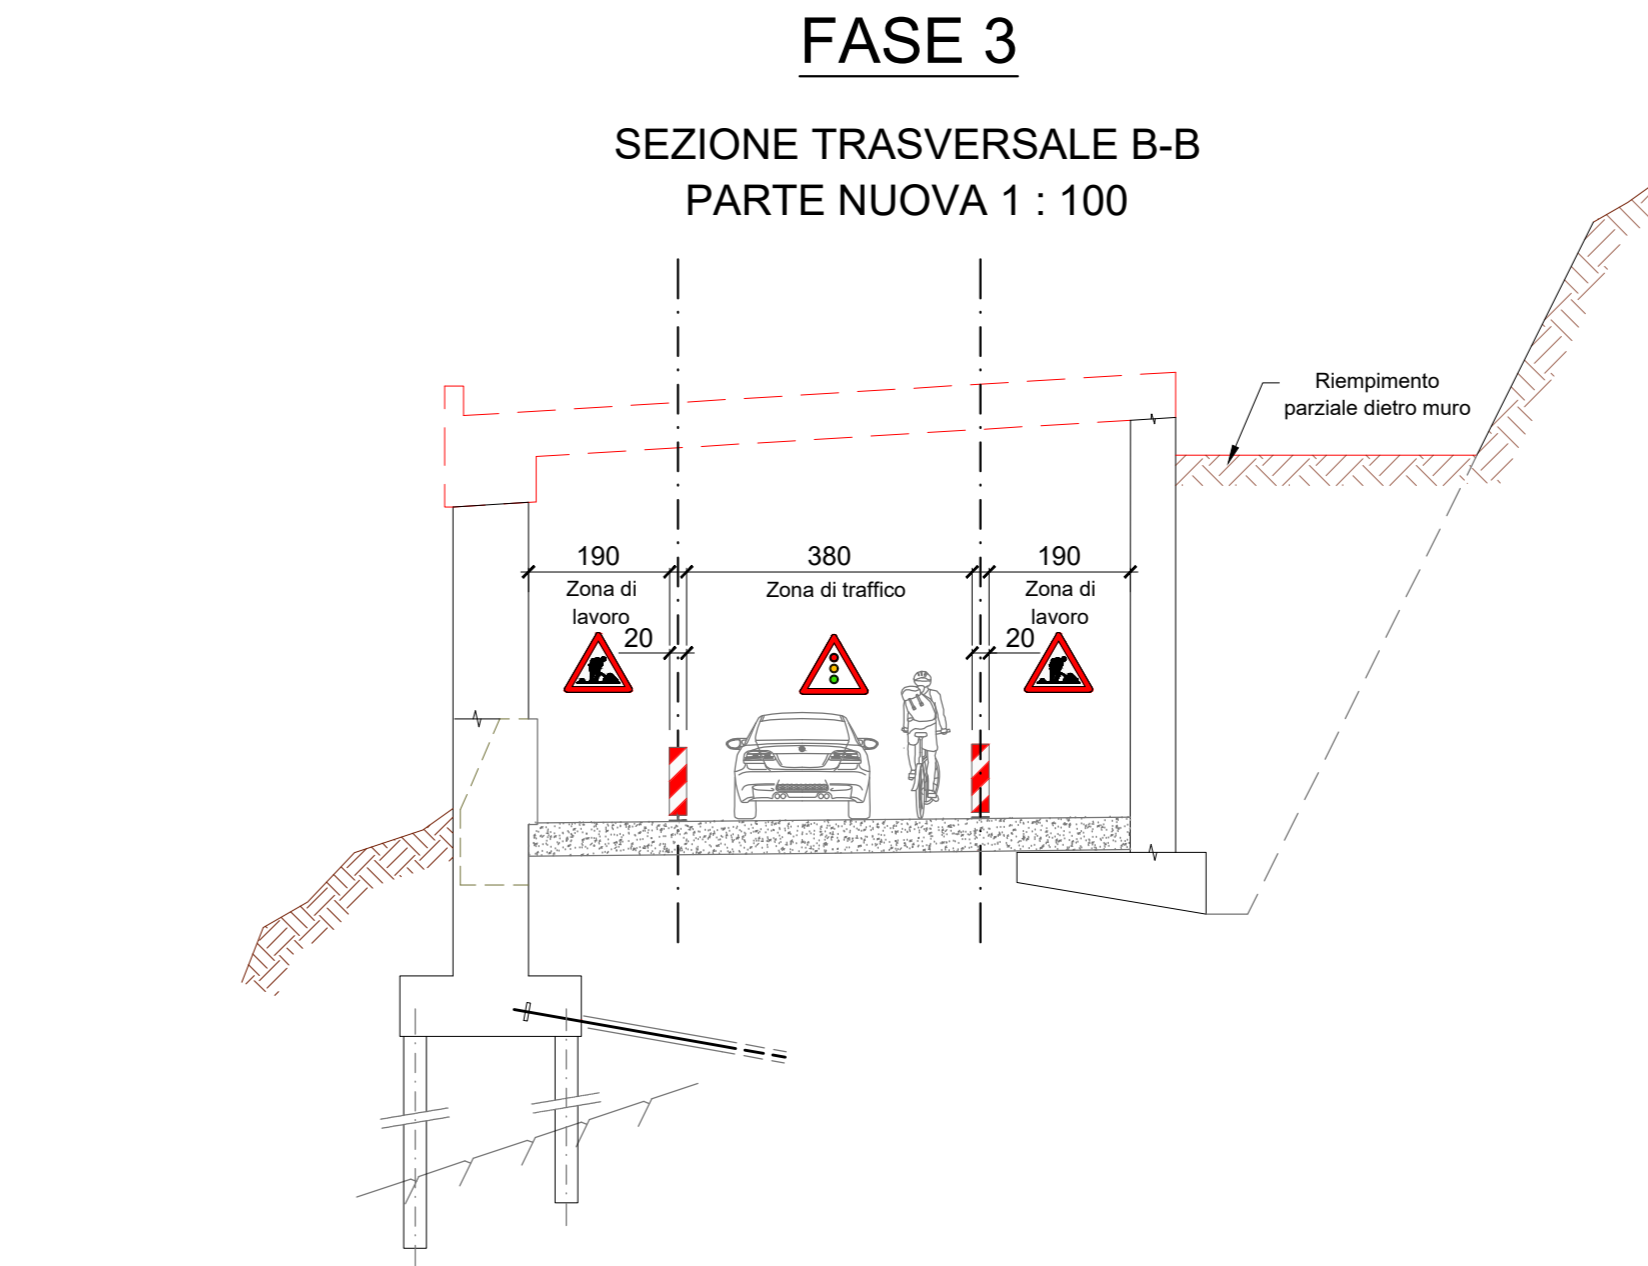 FASE 3
SEZIONE TRASVERSALE B-B
PARTE NUOVA 1 : 100
Riempimento
parziale dietro muro
190
380
190
Zona di
lavoro
Zona di traffico
Zona di
lavoro
20
20